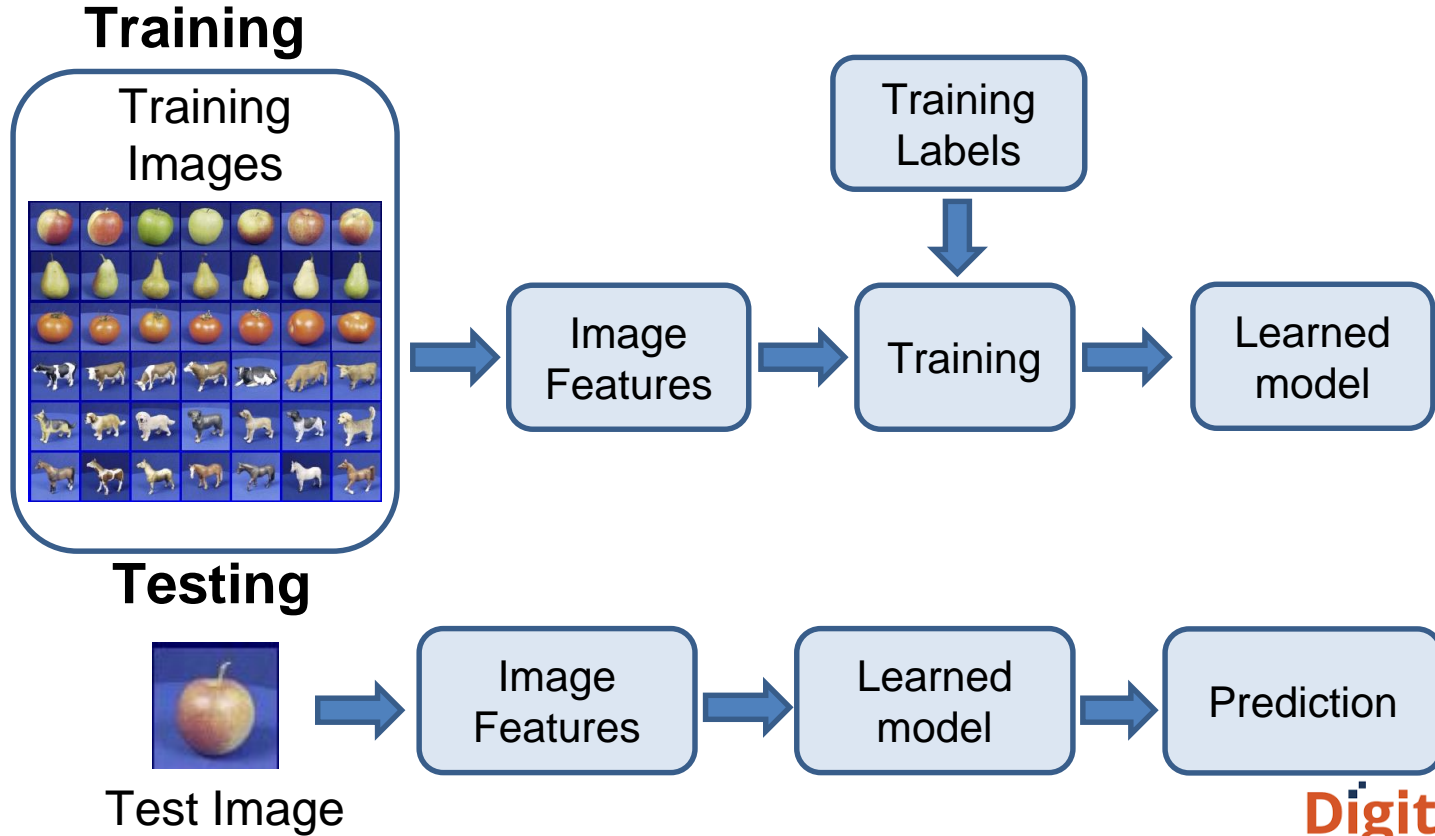 Training
Training
Images
Training
Labels
Image
Features
Training
Learned
model
Testing
Test Image
Image
Features
Learned
model
Prediction
Digit